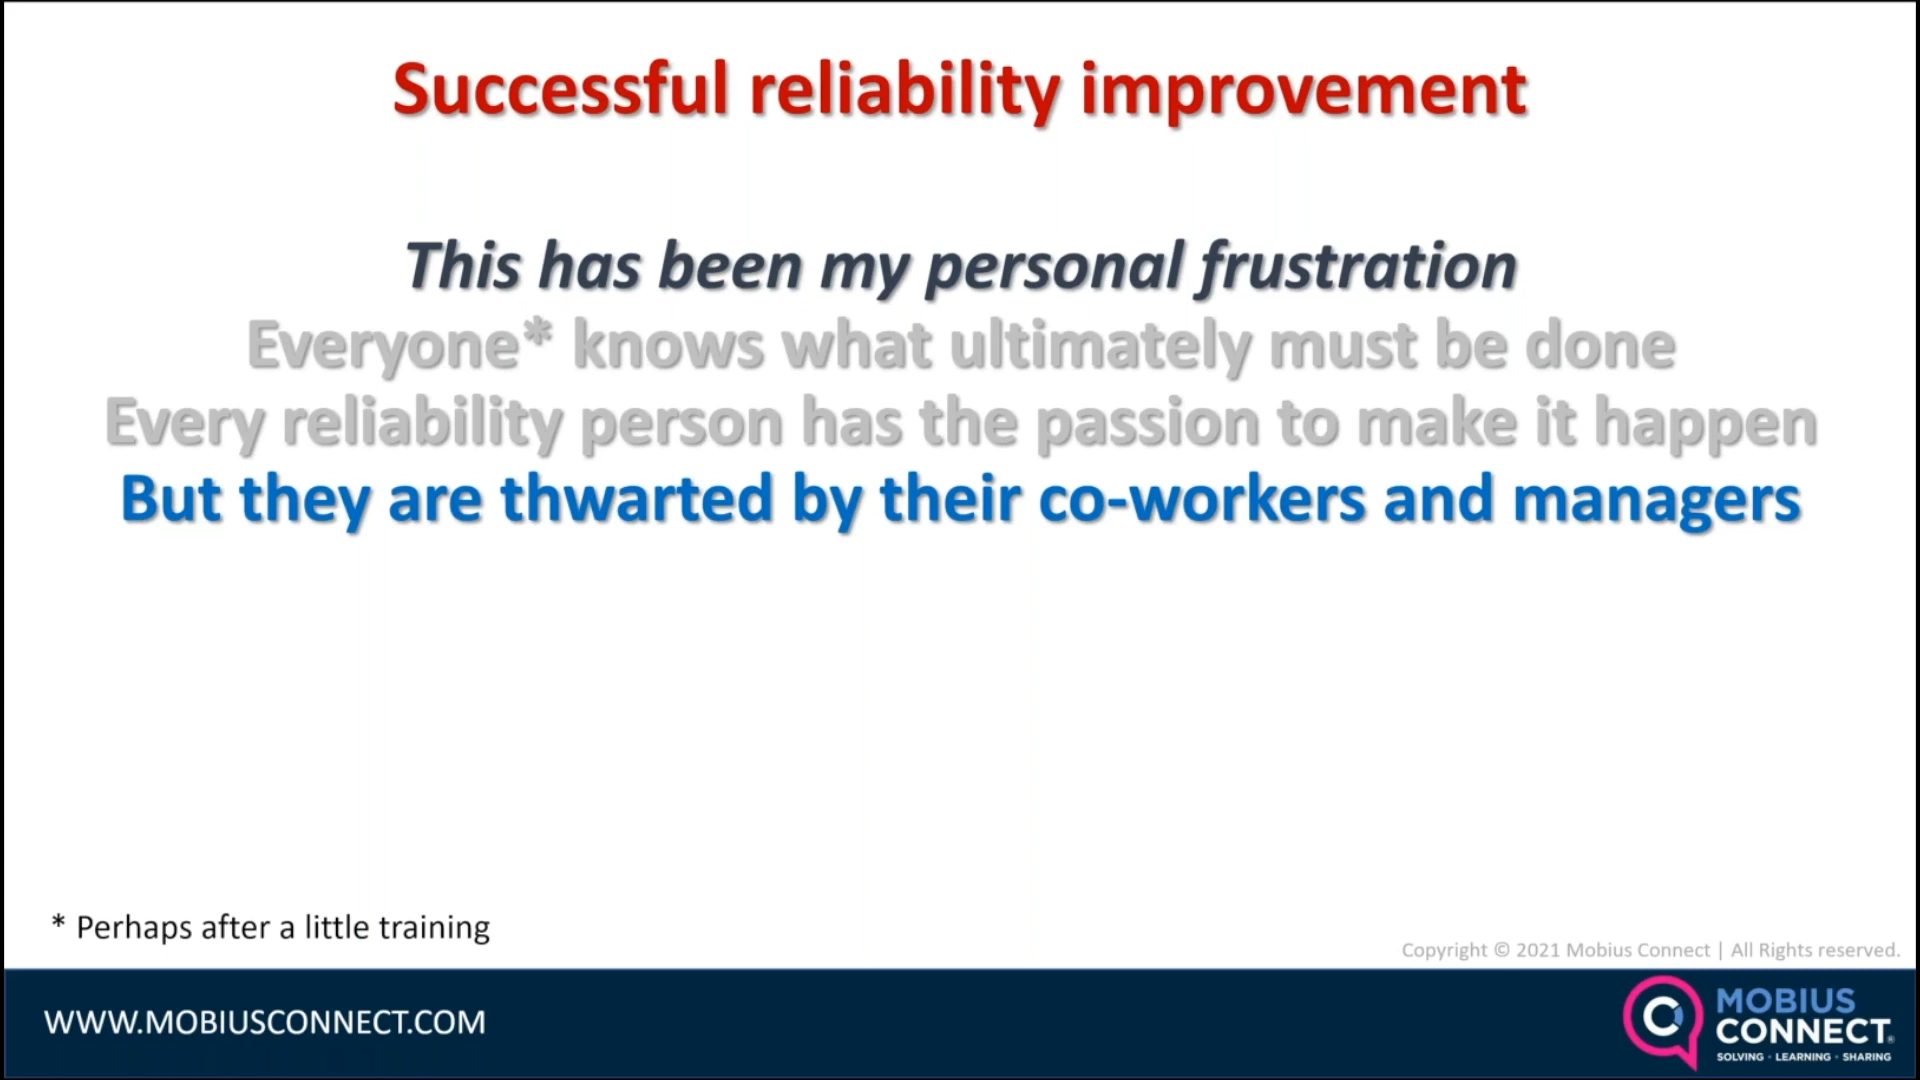 Successful reliability improvement
This has been my personal frustration
Everyone* knows what ultimately must be done
Every reliability person has the passion to make it happen
But they are thwarted by their co-workers and managers
* Perhaps after a little training
Copyright © 2021 Mobius Connect | All Rights reserved.
WWW.MOBIUSCONNECT.COM
MOBIUS
CONNECT®
SOLVING · LEARNING · SHARING